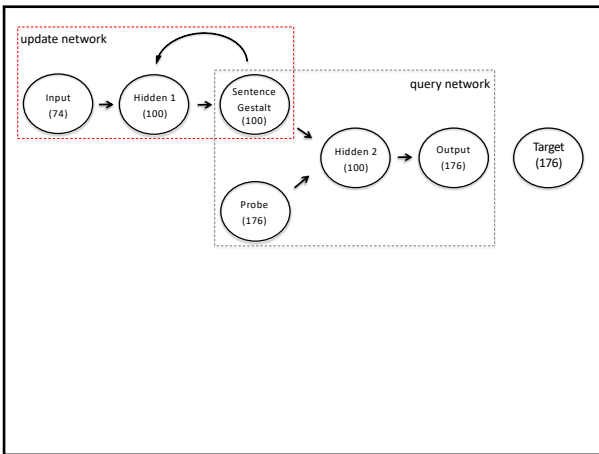 update network
query network
Input
(74)
Hidden 1
(100)
Sentence
Gestalt
(100)
Hidden 2
(100)
Output
(176)
Target
(176)
Probe
(176)